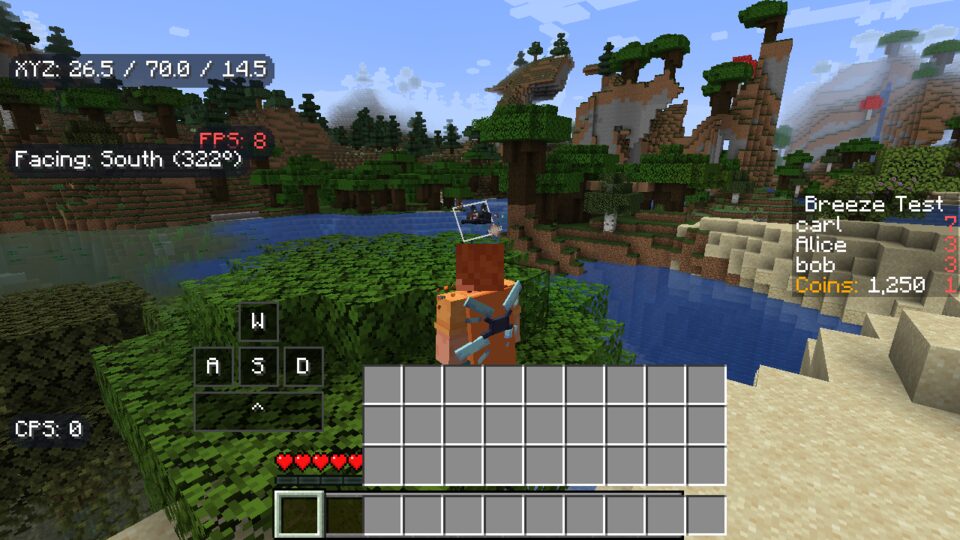 XYZ: 26.5 / 70.0 / 14.5
FPS: 8
Facing: South (322°)
Breeze Test
carl 7
Alice 3
bob 3
Coins: 1,250 1
W
A S D
^
CPS: 0